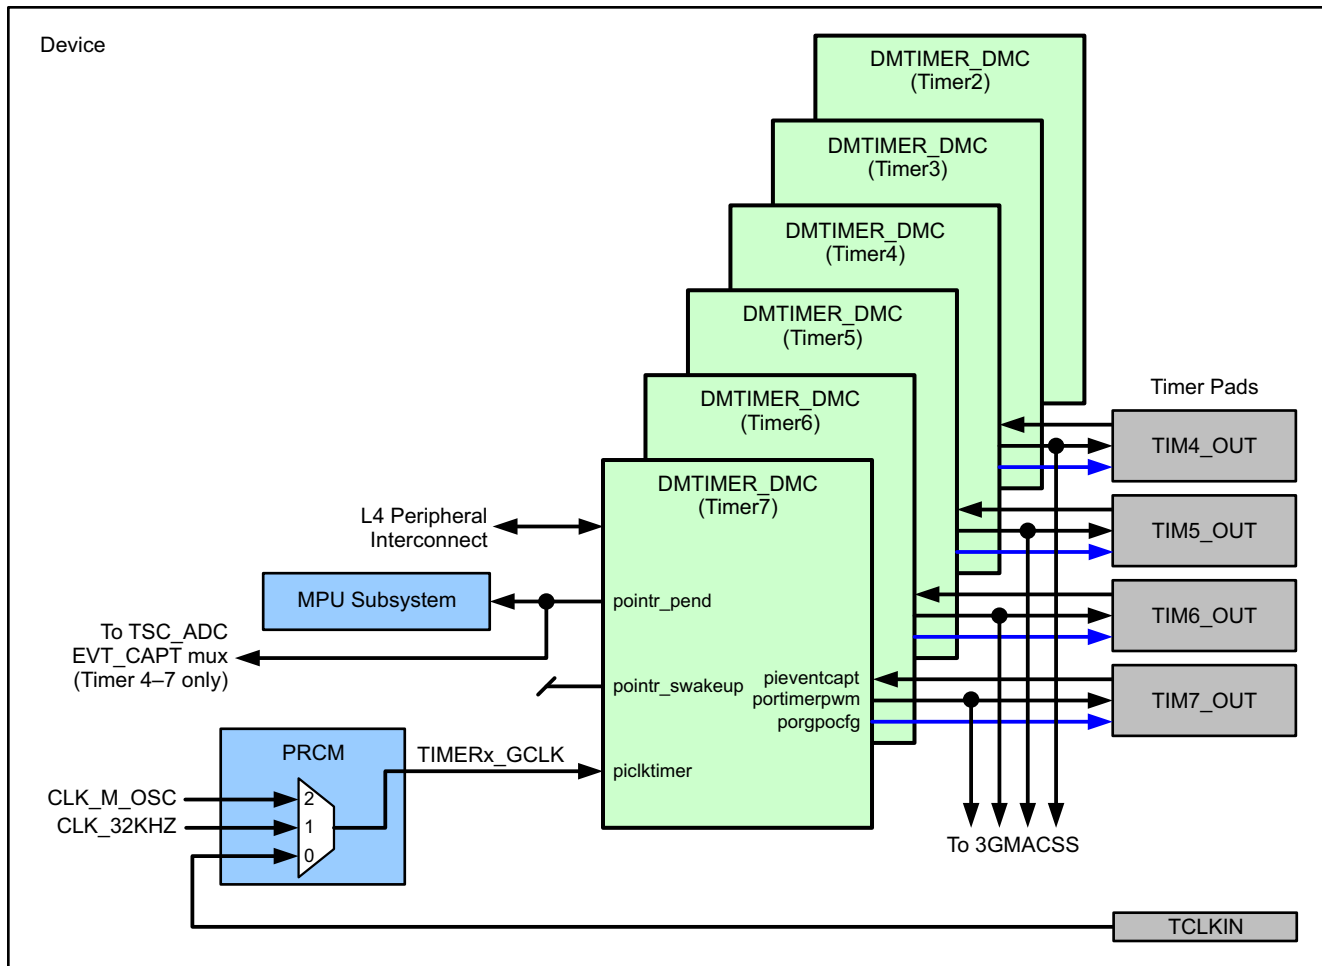 Device
DMTIMER_DMC
(Timer2)
DMTIMER_DMC
(Timer3)
DMTIMER_DMC
(Timer4)
DMTIMER_DMC
(Timer5)
DMTIMER_DMC
(Timer6)
DMTIMER_DMC
(Timer7)
Timer Pads
TIM4_OUT
TIM5_OUT
TIM6_OUT
TIM7_OUT
L4 Peripheral
Interconnect
MPU Subsystem
pointr_pend
To TSC_ADC
EVT_CAPT mux
(Timer 4–7 only)
pointr_swakeup
pieventcapt
portimerpwm
porgpocfg
PRCM
TIMERx_GCLK
piclktimer
CLK_M_OSC
2
CLK_32KHZ
1
0
To 3GMACSS
TCLKIN